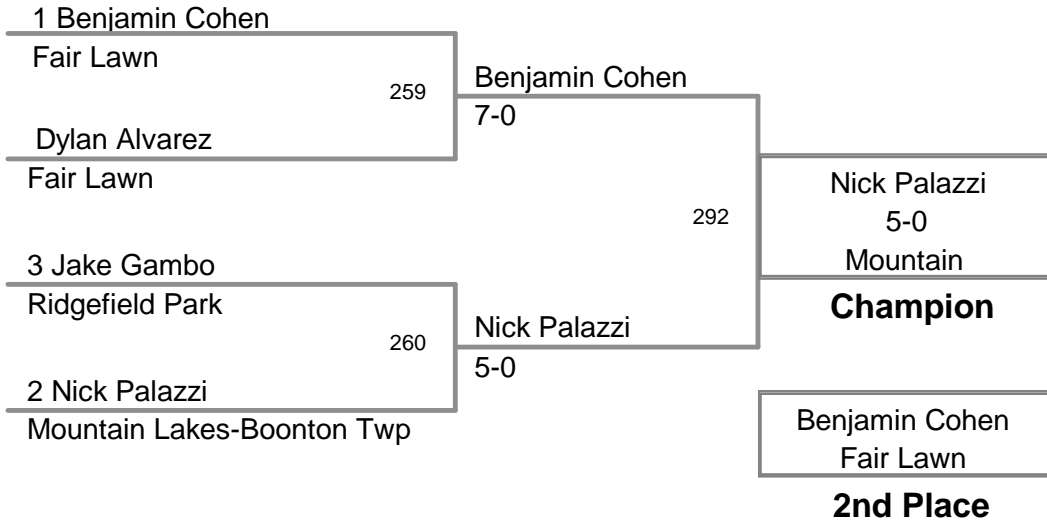 1 Benjamin Cohen
Fair Lawn
259
Dylan Alvarez
Fair Lawn
Benjamin Cohen
7-0
3 Jake Gambo
Ridgefield Park
260
2 Nick Palazzi
Mountain Lakes-Boonton Twp
Nick Palazzi
5-0
292
Nick Palazzi
5-0
Mountain
Champion
Benjamin Cohen
Fair Lawn
2nd Place